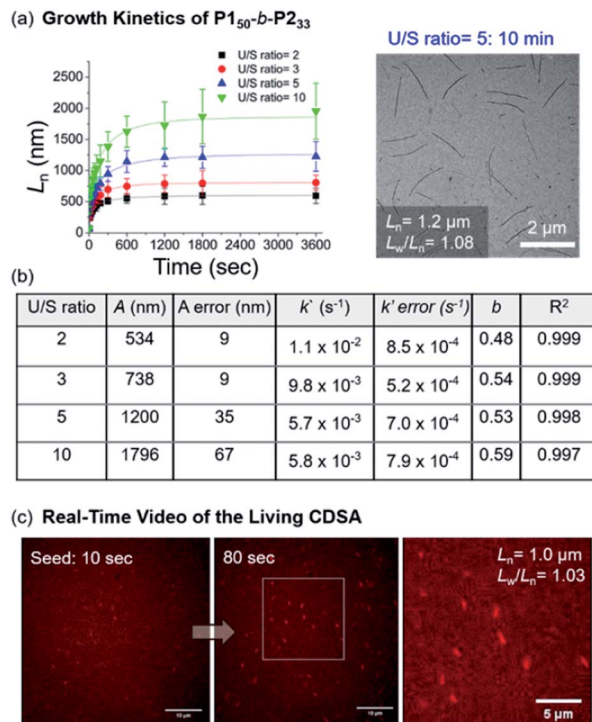 (a) Growth Kinetics of P1₅₀-b-P2₃₃
U/S ratio= 2
U/S ratio= 3
U/S ratio= 5
U/S ratio= 10
2500
2000
1500
1000
500
0
Lₙ (nm)
0 600 1200 1800 2400 3000 3600
Time (sec)
U/S ratio= 5: 10 min
Lₙ = 1.2 μm
L_w/Lₙ = 1.08
2 μm
(b)
U/S ratio A (nm) A error (nm) k` (s⁻¹) k' error (s⁻¹) b R²
2 534 9 1.1 x 10⁻² 8.5 x 10⁻⁴ 0.48 0.999
3 738 9 9.8 x 10⁻³ 5.2 x 10⁻⁴ 0.54 0.999
5 1200 35 5.7 x 10⁻³ 7.0 x 10⁻⁴ 0.53 0.998
10 1796 67 5.8 x 10⁻³ 7.9 x 10⁻⁴ 0.59 0.997
(c) Real-Time Video of the Living CDSA
Seed: 10 sec
10 μm
80 sec
10 μm
Lₙ = 1.0 μm
L_w/Lₙ = 1.03
5 μm